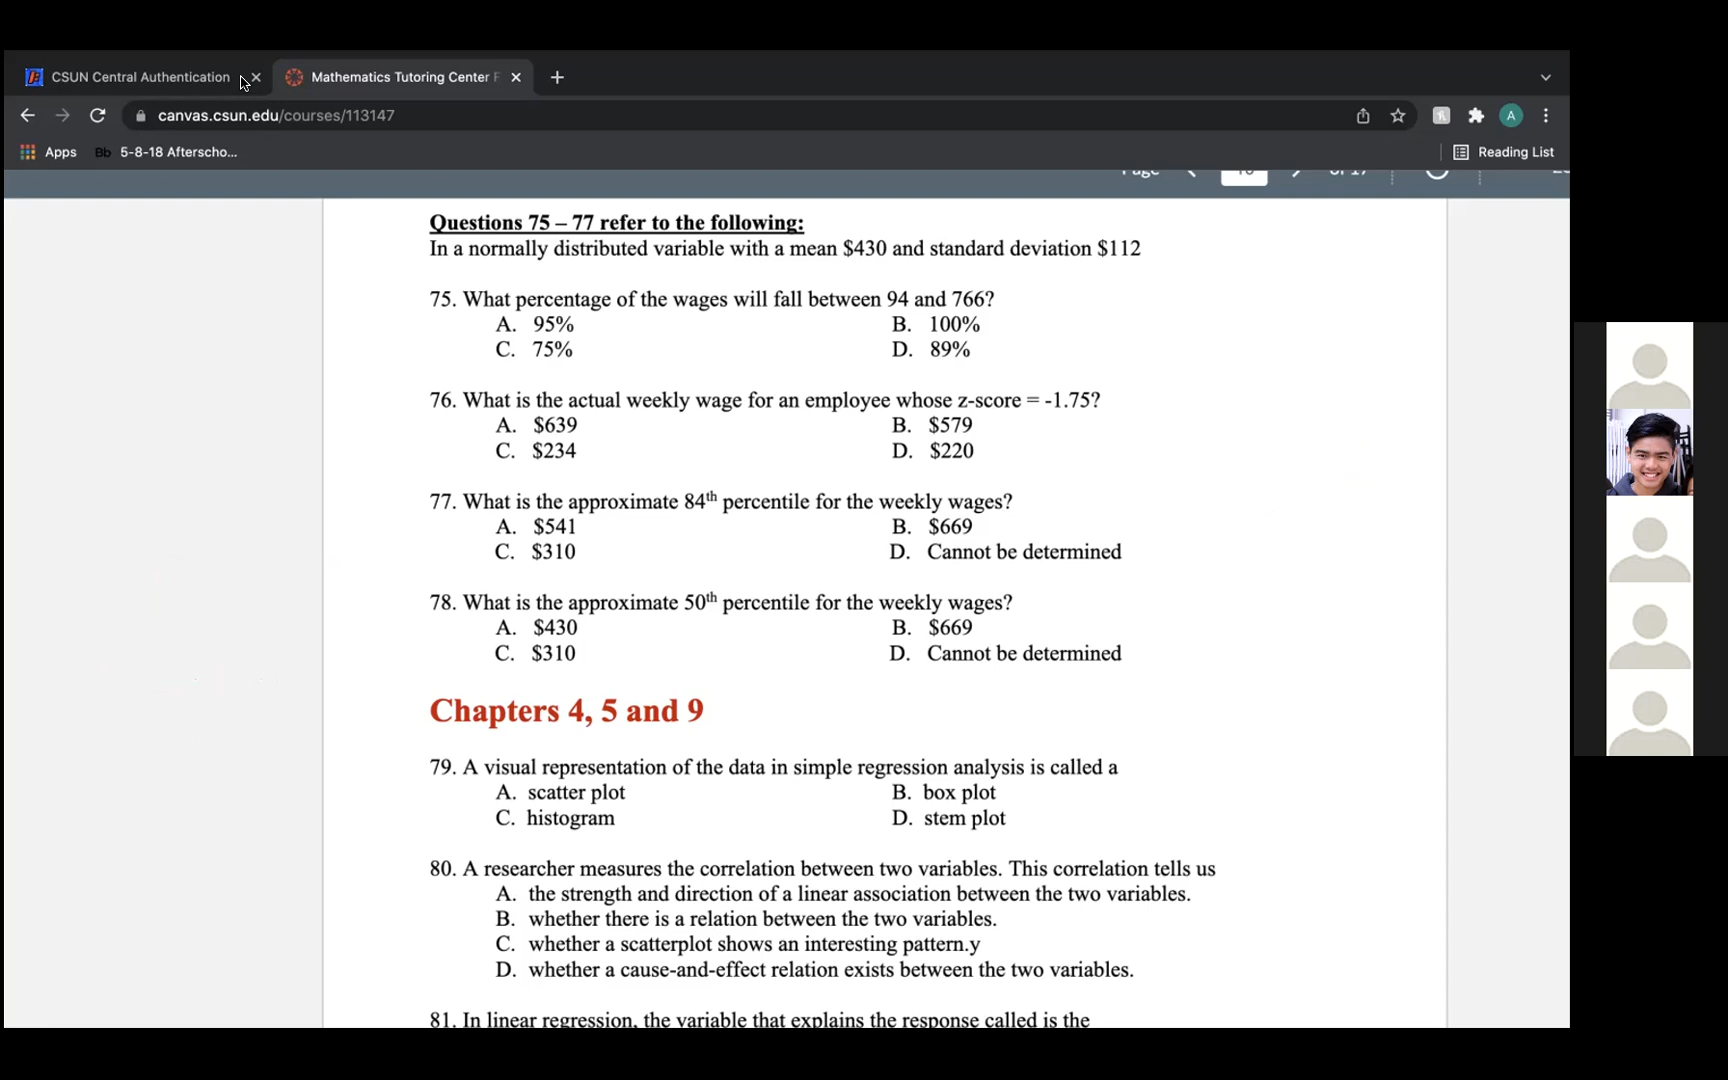 CSUN Central Authentication
Mathematics Tutoring Center F
canvas.csun.edu/courses/113147
A
Apps
Bb 5-8-18 Afterscho...
Reading List
Page
of 17
Questions 75 – 77 refer to the following:
In a normally distributed variable with a mean $430 and standard deviation $112
75. What percentage of the wages will fall between 94 and 766?
A. 95% B. 100%
C. 75% D. 89%
76. What is the actual weekly wage for an employee whose z-score = -1.75?
A. $639 B. $579
C. $234 D. $220
77. What is the approximate 84th percentile for the weekly wages?
A. $541 B. $669
C. $310 D. Cannot be determined
78. What is the approximate 50th percentile for the weekly wages?
A. $430 B. $669
C. $310 D. Cannot be determined
Chapters 4, 5 and 9
79. A visual representation of the data in simple regression analysis is called a
A. scatter plot B. box plot
C. histogram D. stem plot
80. A researcher measures the correlation between two variables. This correlation tells us
A. the strength and direction of a linear association between the two variables.
B. whether there is a relation between the two variables.
C. whether a scatterplot shows an interesting pattern.y
D. whether a cause-and-effect relation exists between the two variables.
81. In linear regression, the variable that explains the response called is the